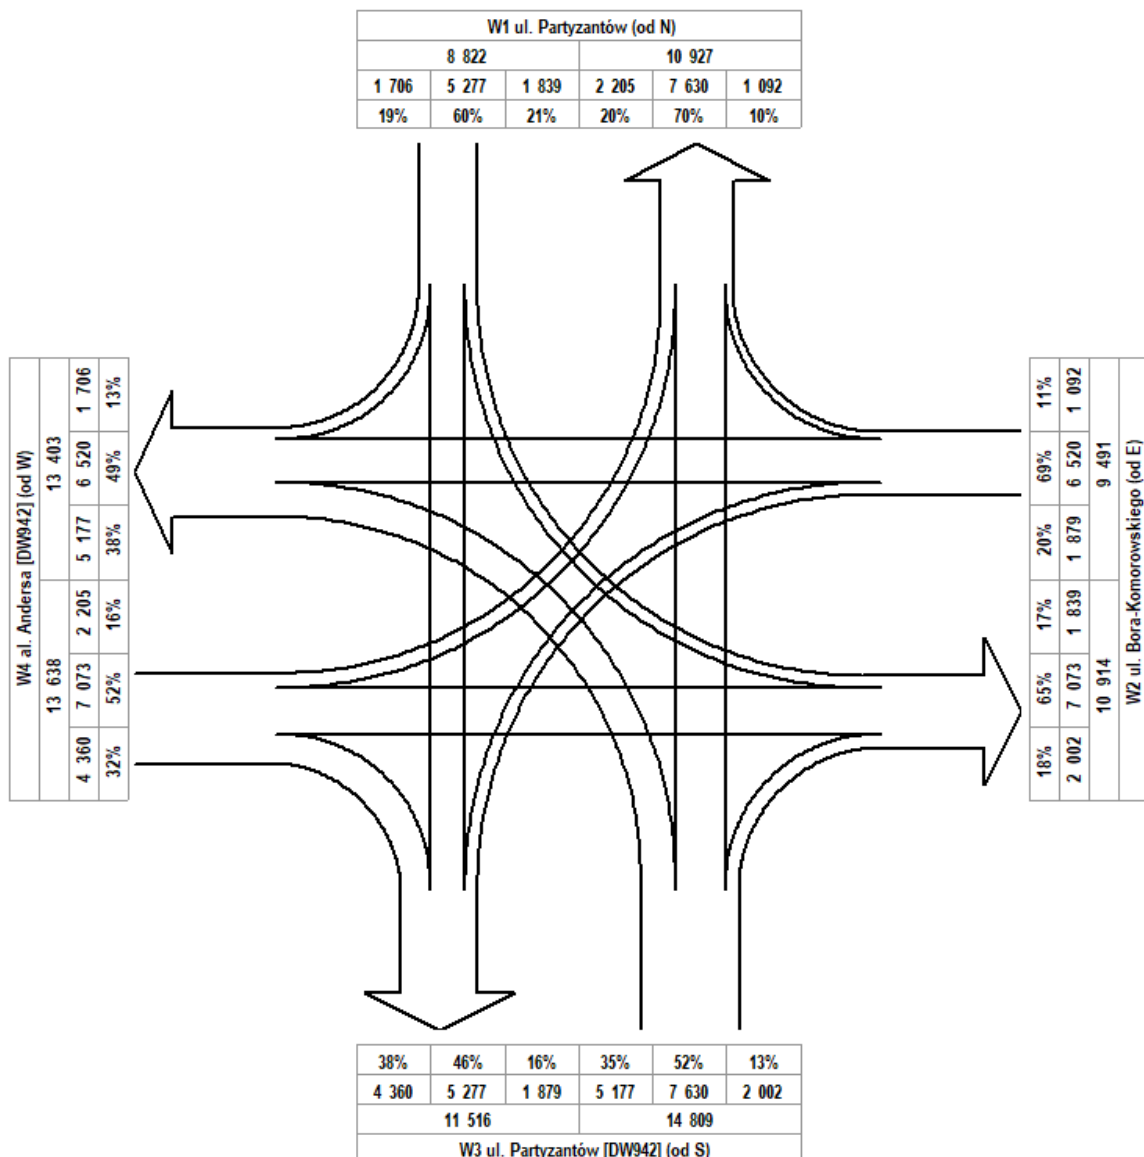 W1 ul. Partyzantów (od N)
8 822 10 927
1 706 5 277 1 839 2 205 7 630 1 092
19% 60% 21% 20% 70% 10%
W4 al. Andersa [DW942] (od W)
13 638 13 403
4 360 7 073 2 205 5 177 6 520 1 706
32% 52% 16% 38% 49% 13%
18% 65% 17% 20% 69% 11%
2 002 7 073 1 839 1 879 6 520 1 092
10 914 9 491
W2 ul. Bora-Komorowskiego (od E)
38% 46% 16% 35% 52% 13%
4 360 5 277 1 879 5 177 7 630 2 002
11 516 14 809
W3 ul. Partyzantów [DW942] (od S)